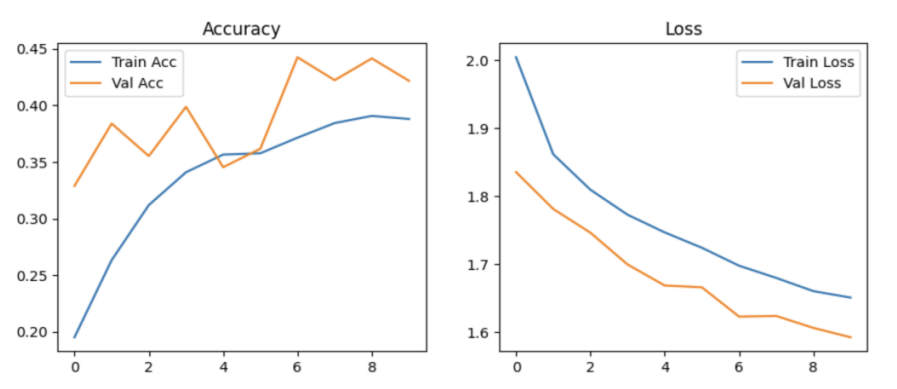 Accuracy
Train Acc
Val Acc
0.45
0.40
0.35
0.30
0.25
0.20
0 2 4 6 8
Loss
Train Loss
Val Loss
2.0
1.9
1.8
1.7
1.6
0 2 4 6 8